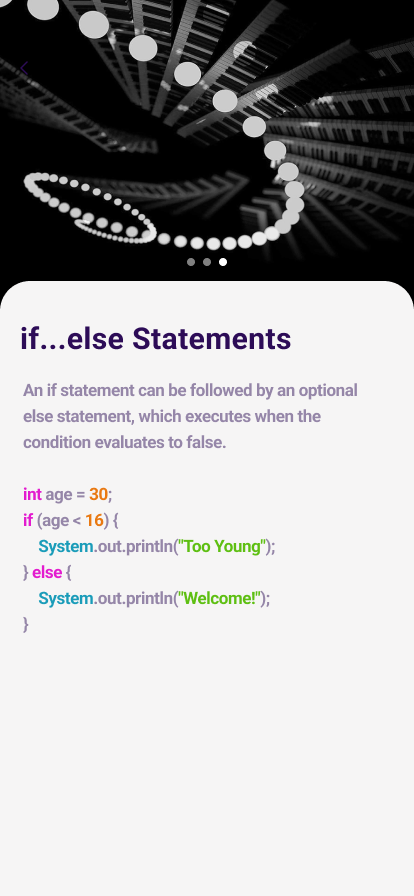 if...else Statements
An if statement can be followed by an optional
else statement, which executes when the
condition evaluates to false.
int age = 30;
if (age < 16) {
    System.out.println("Too Young");
} else {
    System.out.println("Welcome!");
}